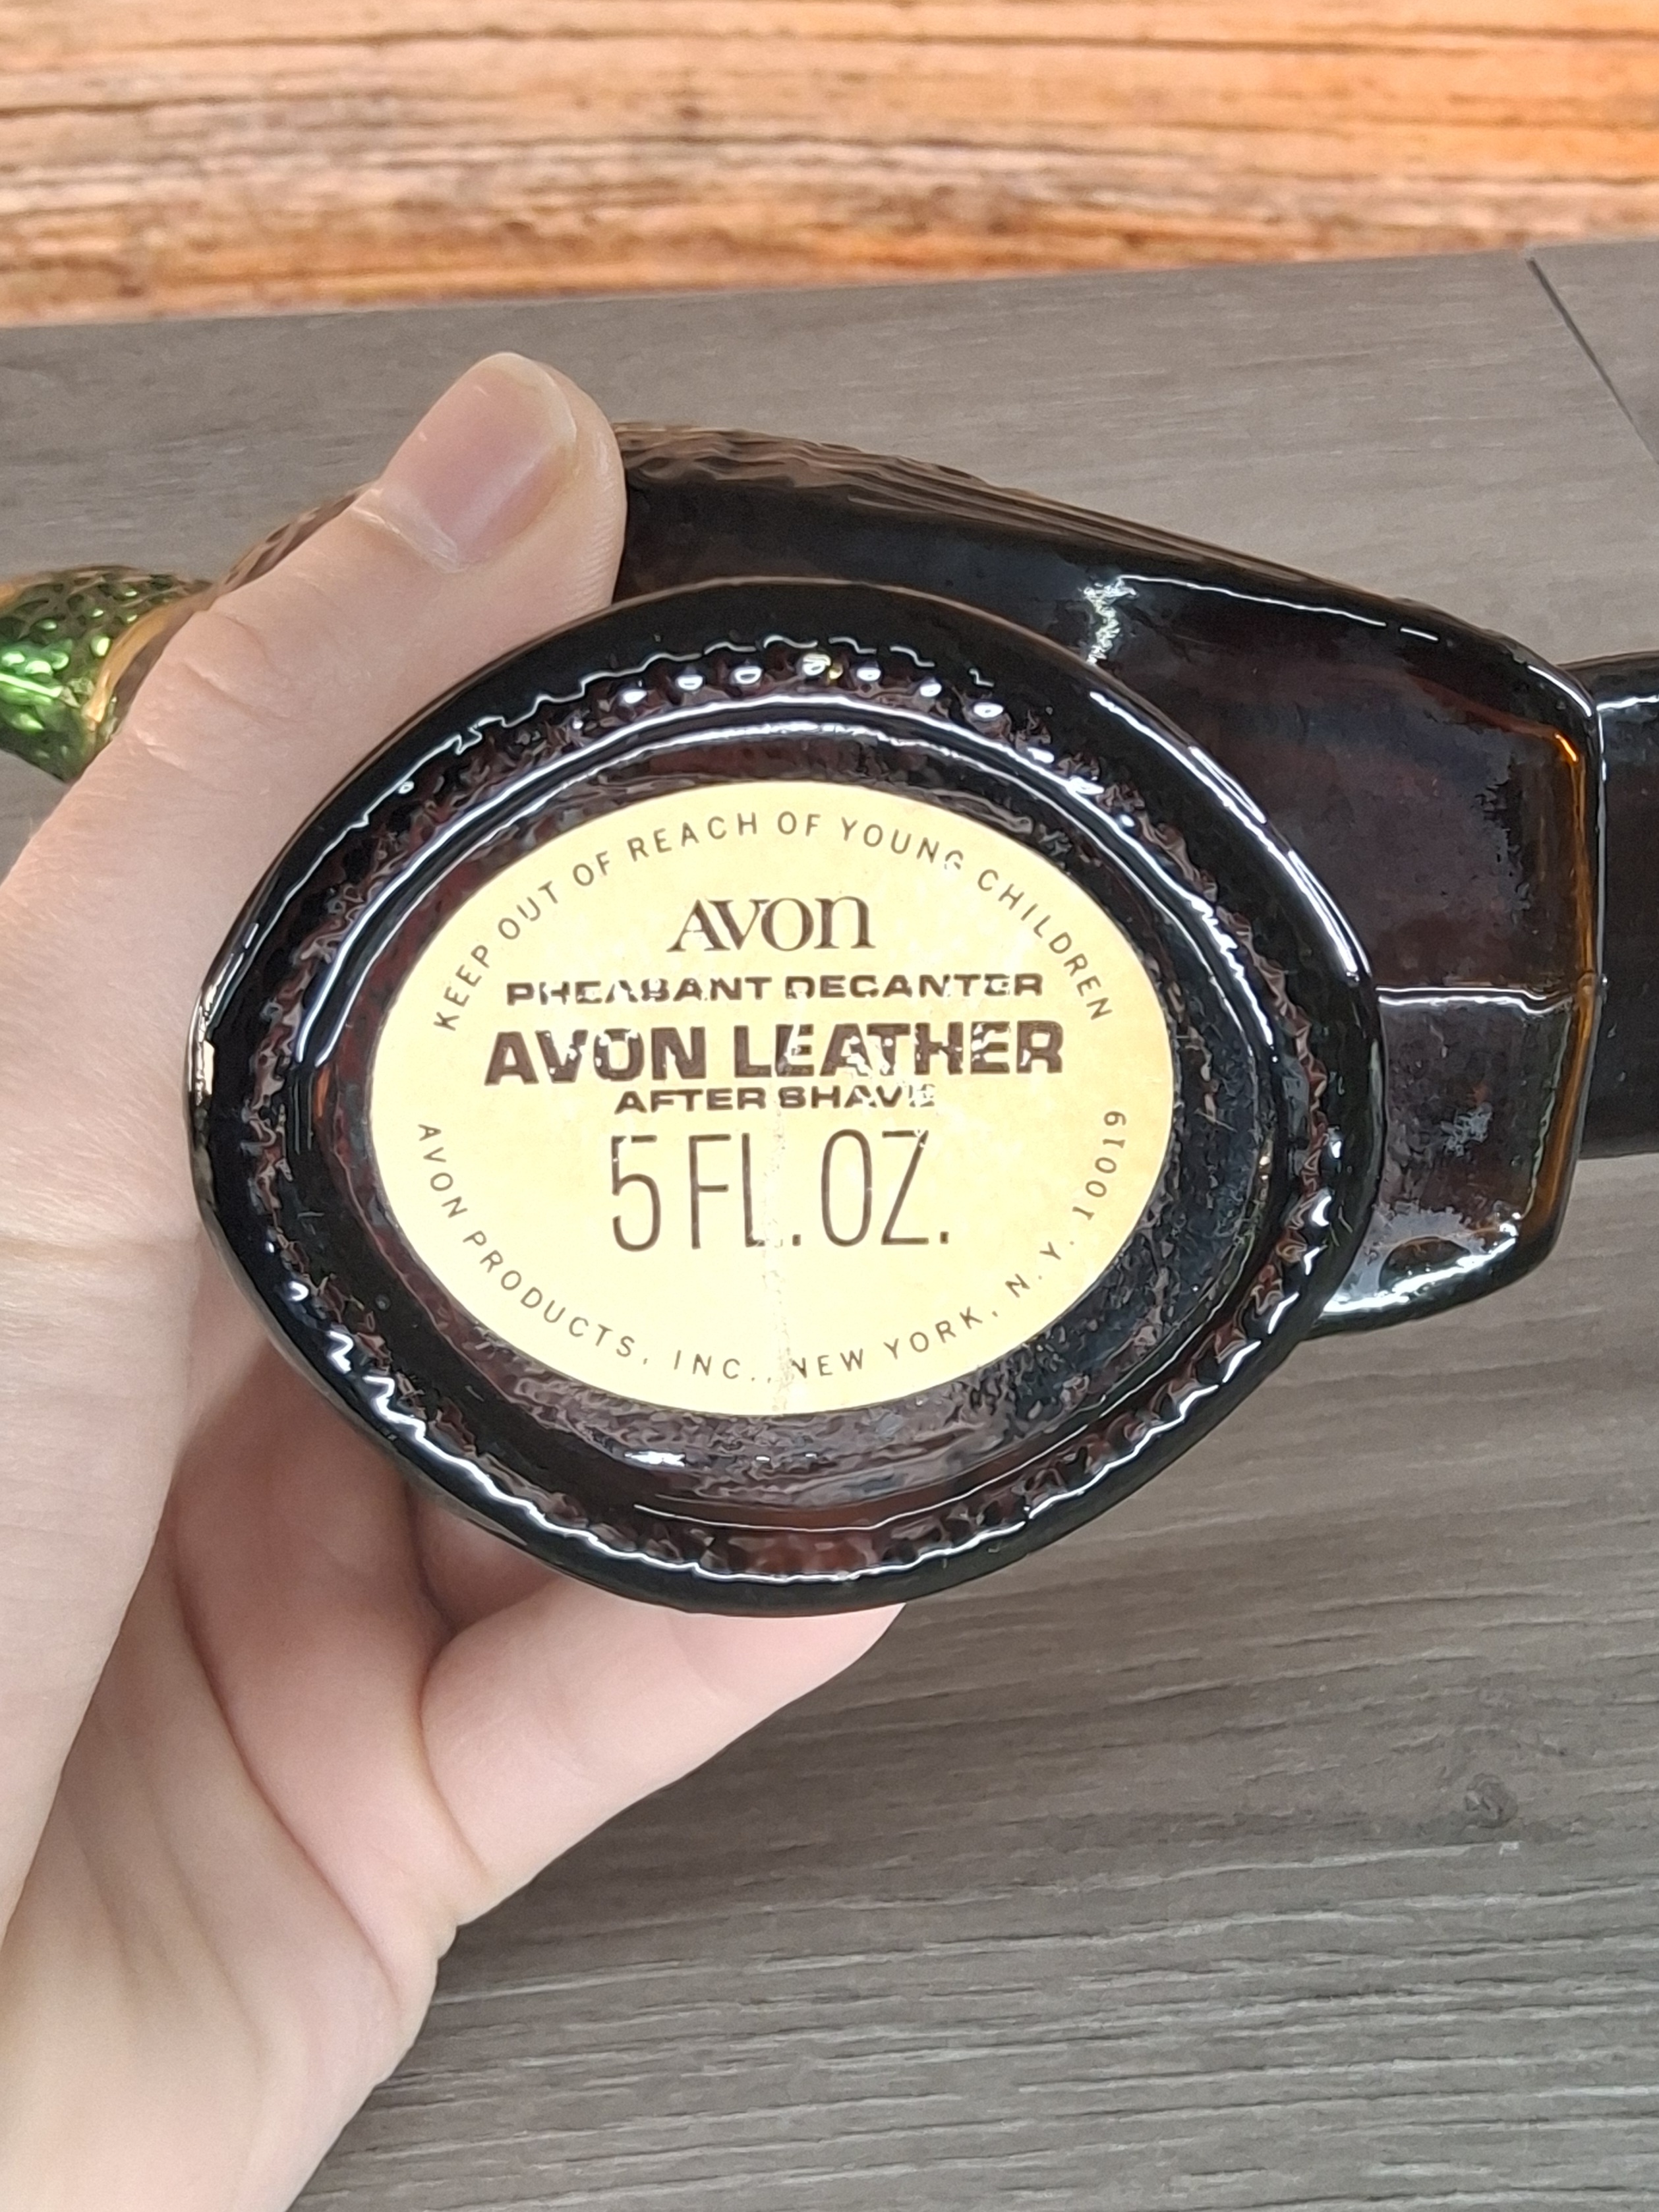 KEEP OUT OF REACH OF YOUNG CHILDREN
AVON
PHEASANT DECANTER
AVON LEATHER
AFTER SHAVE
5 FL. OZ.
AVON PRODUCTS, INC., NEW YORK, N.Y. 10019